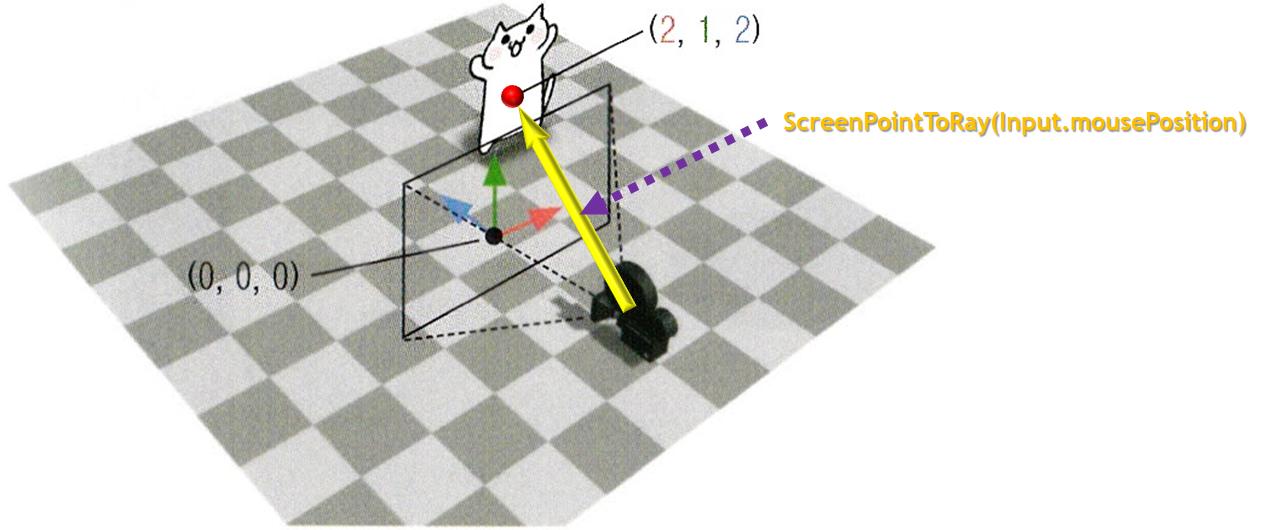 (2, 1, 2)
ScreenPointToRay(Input.mousePosition)
(0, 0, 0)